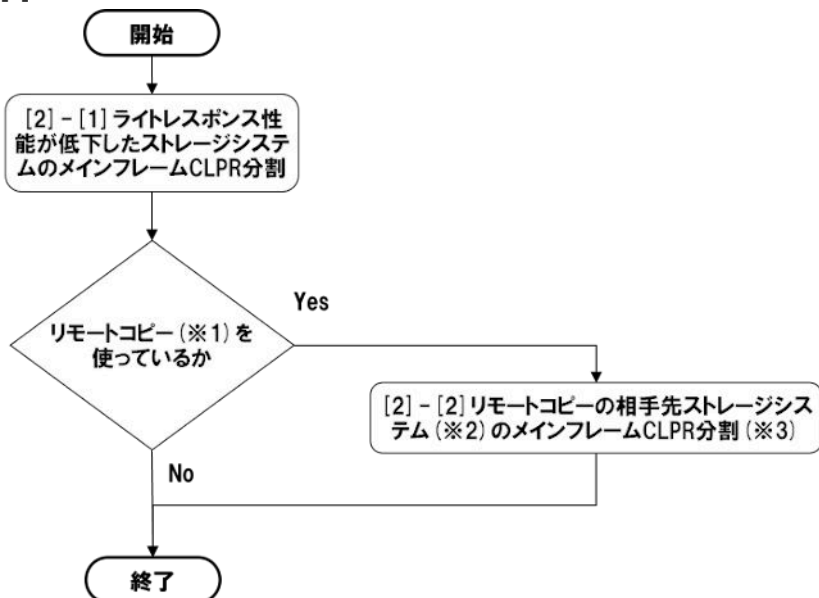 開始
[2]-[1]ライトレスポンス性
能が低下したストレージシステ
ムのメインフレームCLPR分割
リモートコピー(※1)を
使っているか
Yes
[2]-[2]リモートコピーの相手先ストレージシス
テム(※2)のメインフレームCLPR分割(※3)
No
終了